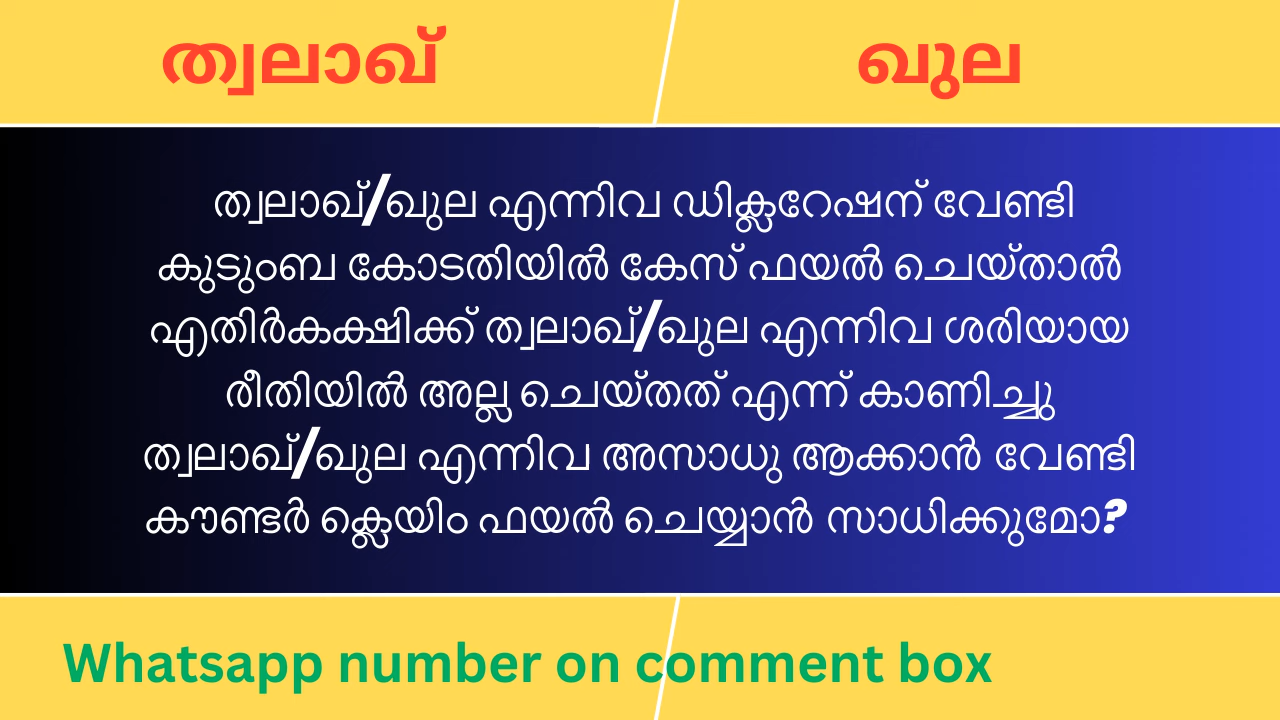 ത്വലാഖ്
ഖുല
ത്വലാഖ്/ഖുല എന്നിവ ഡിക്ലറേഷന് വേണ്ടി
കുടുംബ കോടതിയിൽ കേസ് ഫയൽ ചെയ്താൽ
എതിർകക്ഷിക്ക് ത്വലാഖ്/ഖുല എന്നിവ ശരിയായ
രീതിയിൽ അല്ല ചെയ്തത് എന്ന് കാണിച്ചു
ത്വലാഖ്/ഖുല എന്നിവ അസാധു ആക്കാൻ വേണ്ടി
കൗണ്ടർ ക്ലെയിം ഫയൽ ചെയ്യാൻ സാധിക്കുമോ?
Whatsapp number on comment box